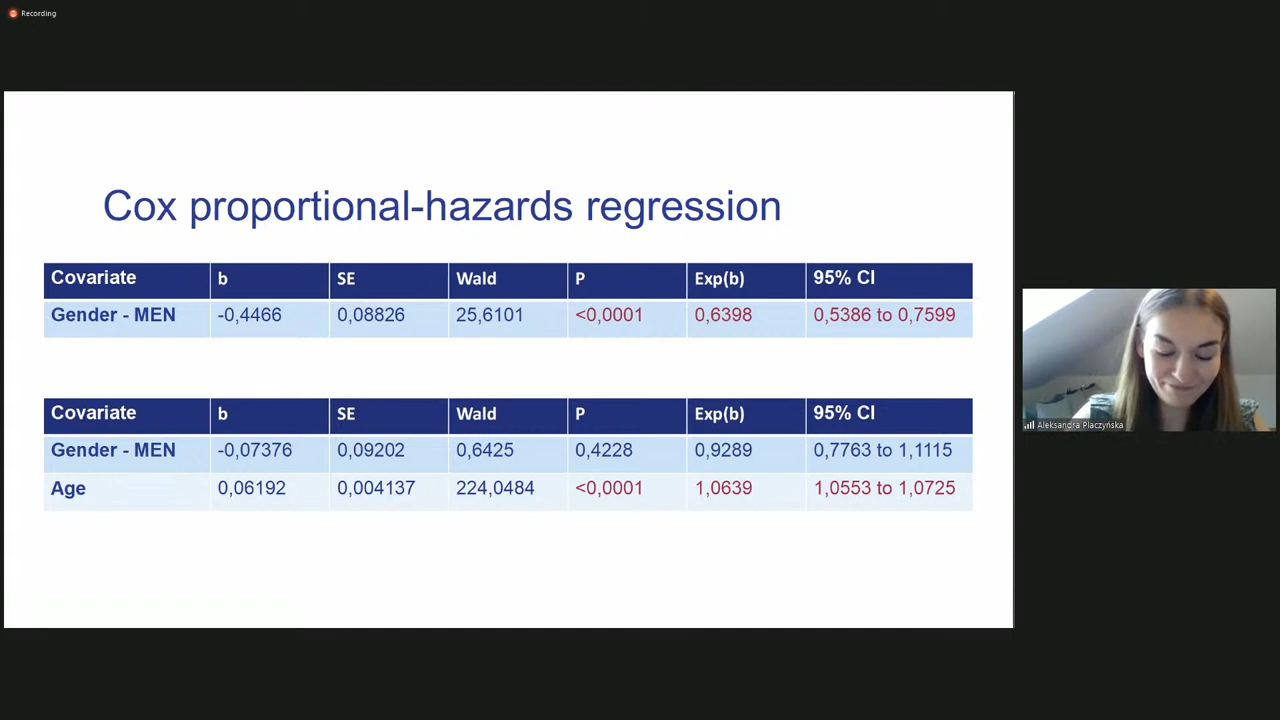 Recording
Cox proportional-hazards regression
Covariate b SE Wald P Exp(b) 95% CI
Gender - MEN -0,4466 0,08826 25,6101 <0,0001 0,6398 0,5386 to 0,7599
Covariate b SE Wald P Exp(b) 95% CI
Gender - MEN -0,07376 0,09202 0,6425 0,4228 0,9289 0,7763 to 1,1115
Age 0,06192 0,004137 224,0484 <0,0001 1,0639 1,0553 to 1,0725
Aleksandra Płaczyńska